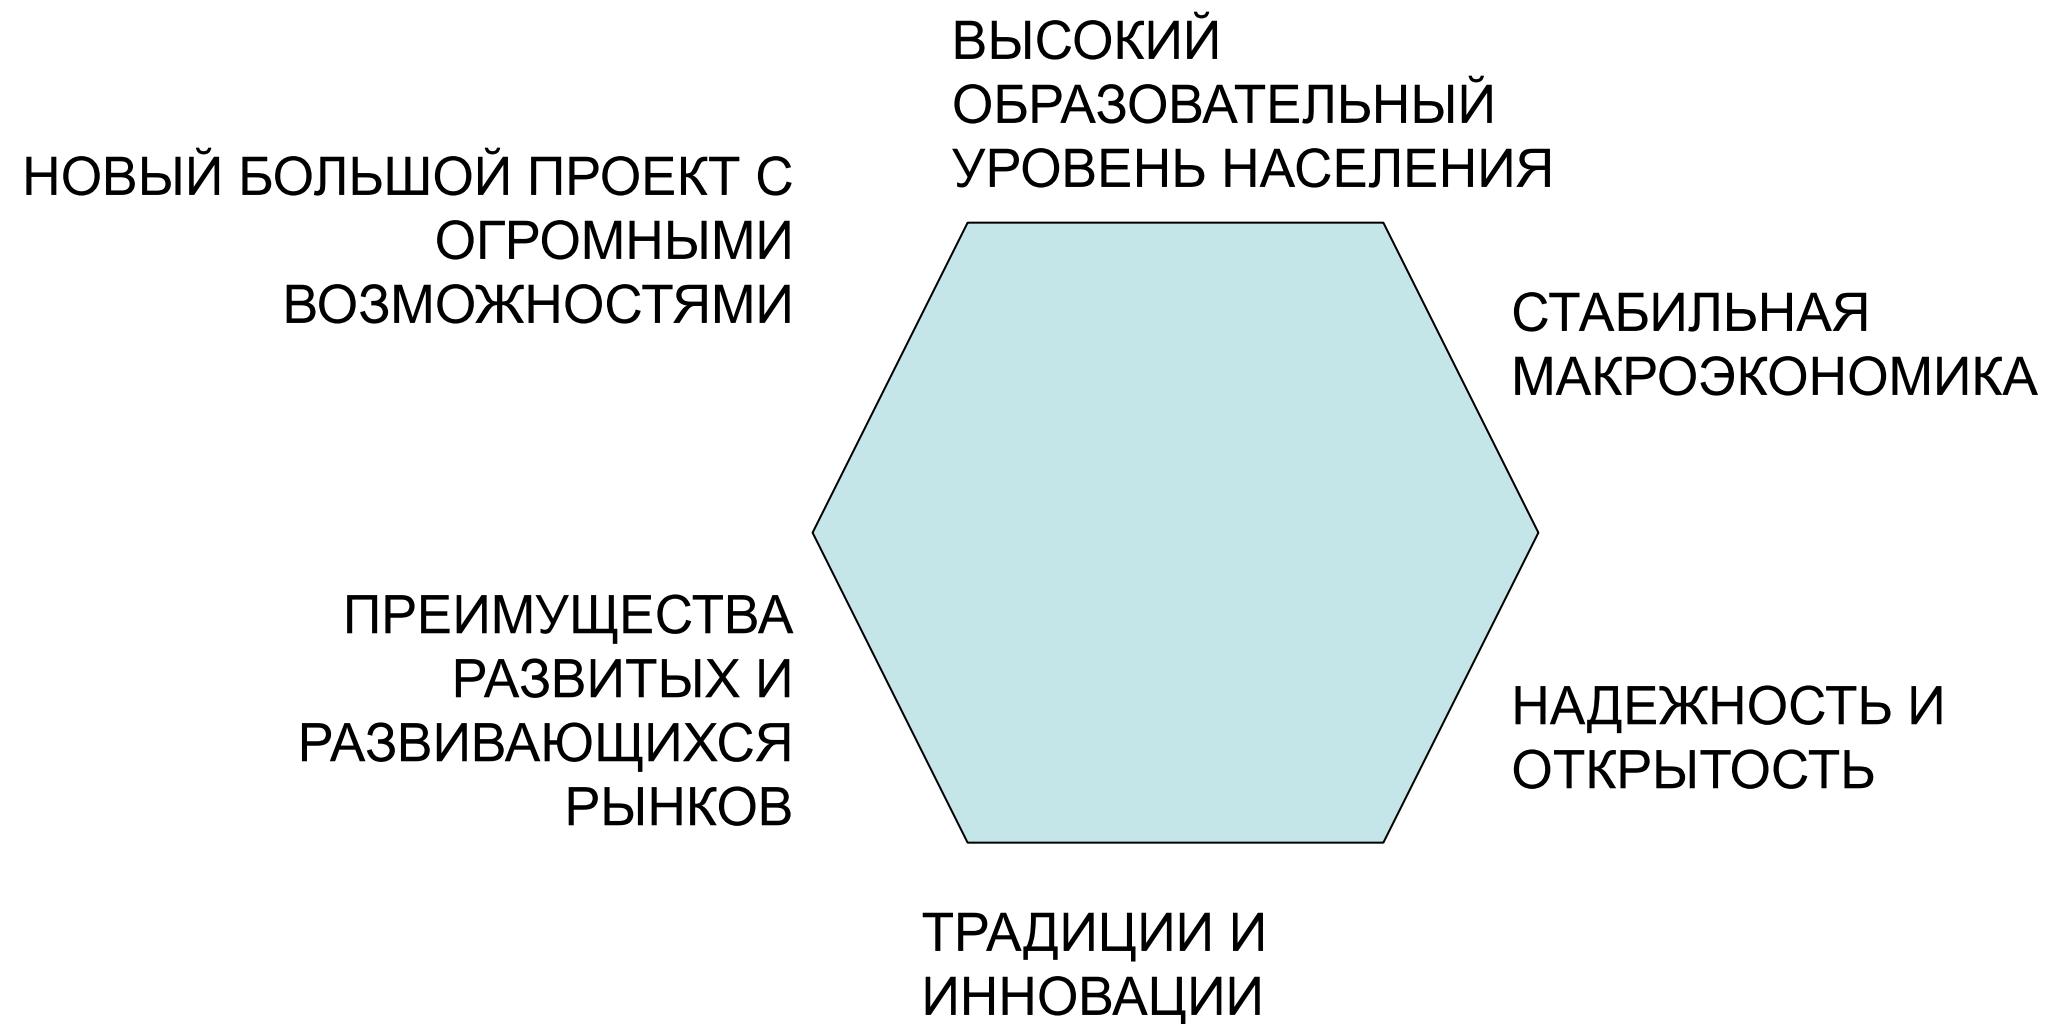 ВЫСОКИЙ
ОБРАЗОВАТЕЛЬНЫЙ
УРОВЕНЬ НАСЕЛЕНИЯ
НОВЫЙ БОЛЬШОЙ ПРОЕКТ С
ОГРОМНЫМИ
ВОЗМОЖНОСТЯМИ
СТАБИЛЬНАЯ
МАКРОЭКОНОМИКА
ПРЕИМУЩЕСТВА
РАЗВИТЫХ И
РАЗВИВАЮЩИХСЯ
РЫНКОВ
НАДЕЖНОСТЬ И
ОТКРЫТОСТЬ
ТРАДИЦИИ И
ИННОВАЦИИ